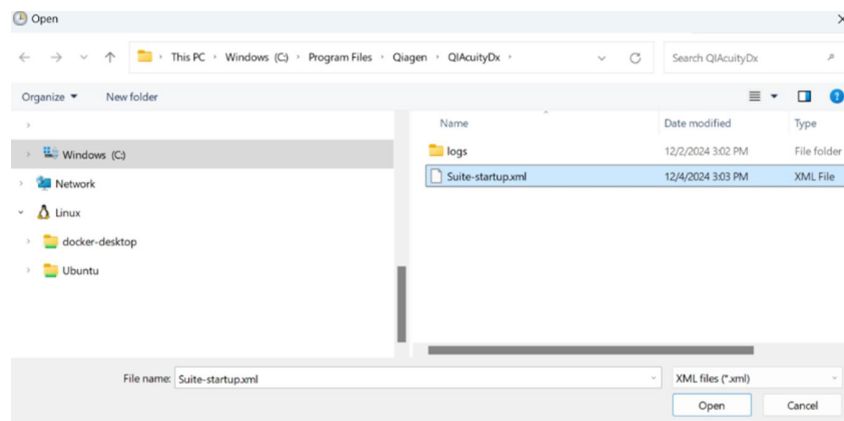 Open
This PC > Windows (C:) > Program Files > Qiagen > QIAcuityDx >
Search QIAcuityDx
Organize
New folder
Name
Date modified
Type
Windows (C:)
logs
12/2/2024 3:02 PM
File folder
Suite-startup.xml
12/4/2024 3:03 PM
XML File
Network
Linux
docker-desktop
Ubuntu
File name:
Suite-startup.xml
XML files (*.xml)
Open
Cancel